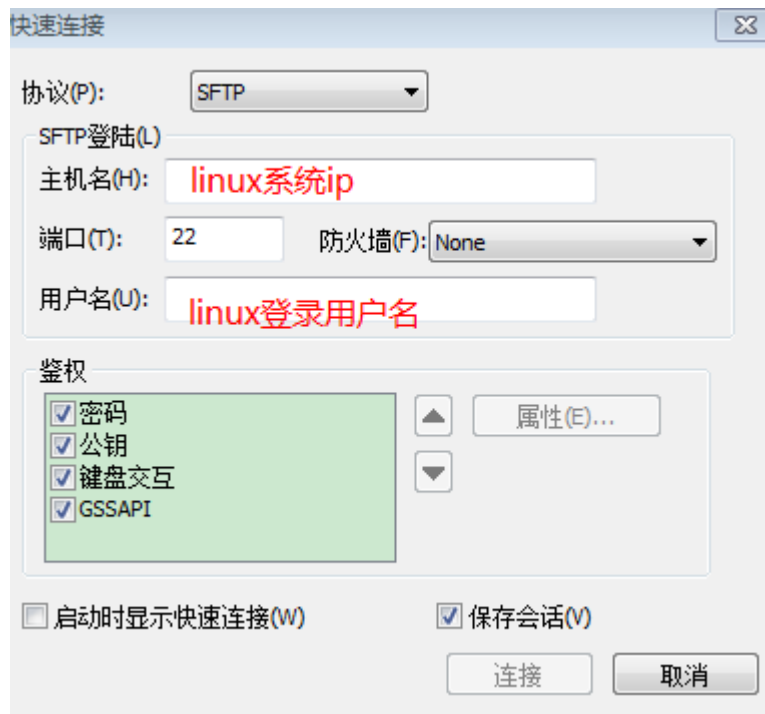 快速连接
协议(P): SFTP
SFTP登陆(L)
主机名(H): linux系统ip
端口(T): 22 防火墙(F): None
用户名(U): linux登录用户名
鉴权
密码
公钥 属性(E)...
键盘交互
GSSAPI
启动时显示快速连接(W) 保存会话(V)
连接 取消